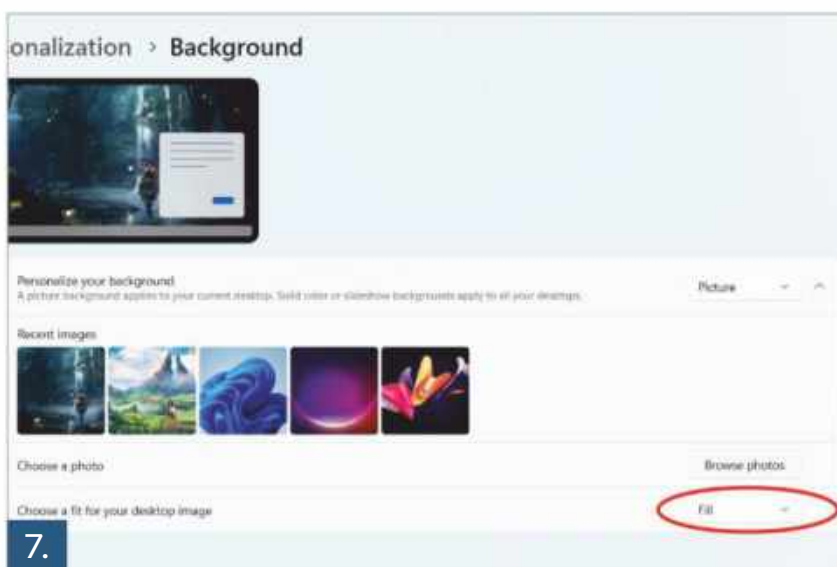 onalization > Background
Personalize your background
Picture
A picture background applies to your current desktop. Solid color or slideshow backgrounds apply to all your desktops.
Recent images
Choose a photo
Browse photos
Choose a fit for your desktop image
Fill
7.